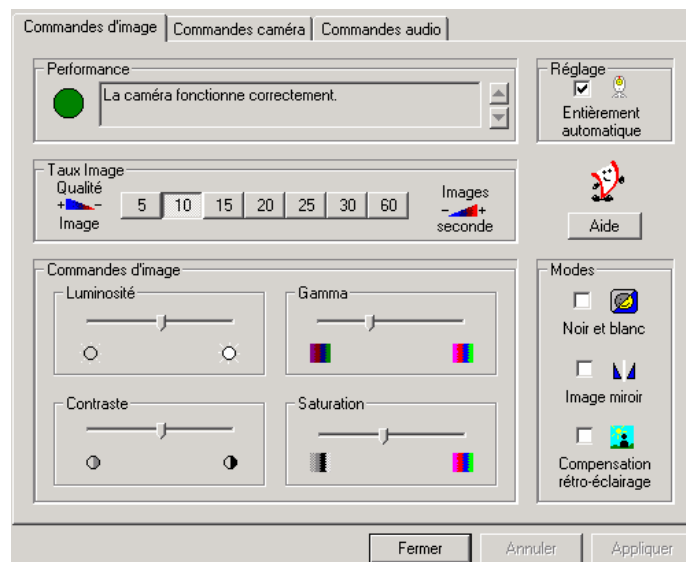 Commandes d'image
Commandes caméra
Commandes audio
Performance
La caméra fonctionne correctement.
Réglage
Entièrement
automatique
Taux Image
Qualité
+ -
Image
5 10 15 20 25 30 60
Images
- +
seconde
Aide
Commandes d'image
Luminosité
Gamma
Contraste
Saturation
Modes
Noir et blanc
Image miroir
Compensation
rétro-éclairage
Fermer
Annuler
Appliquer